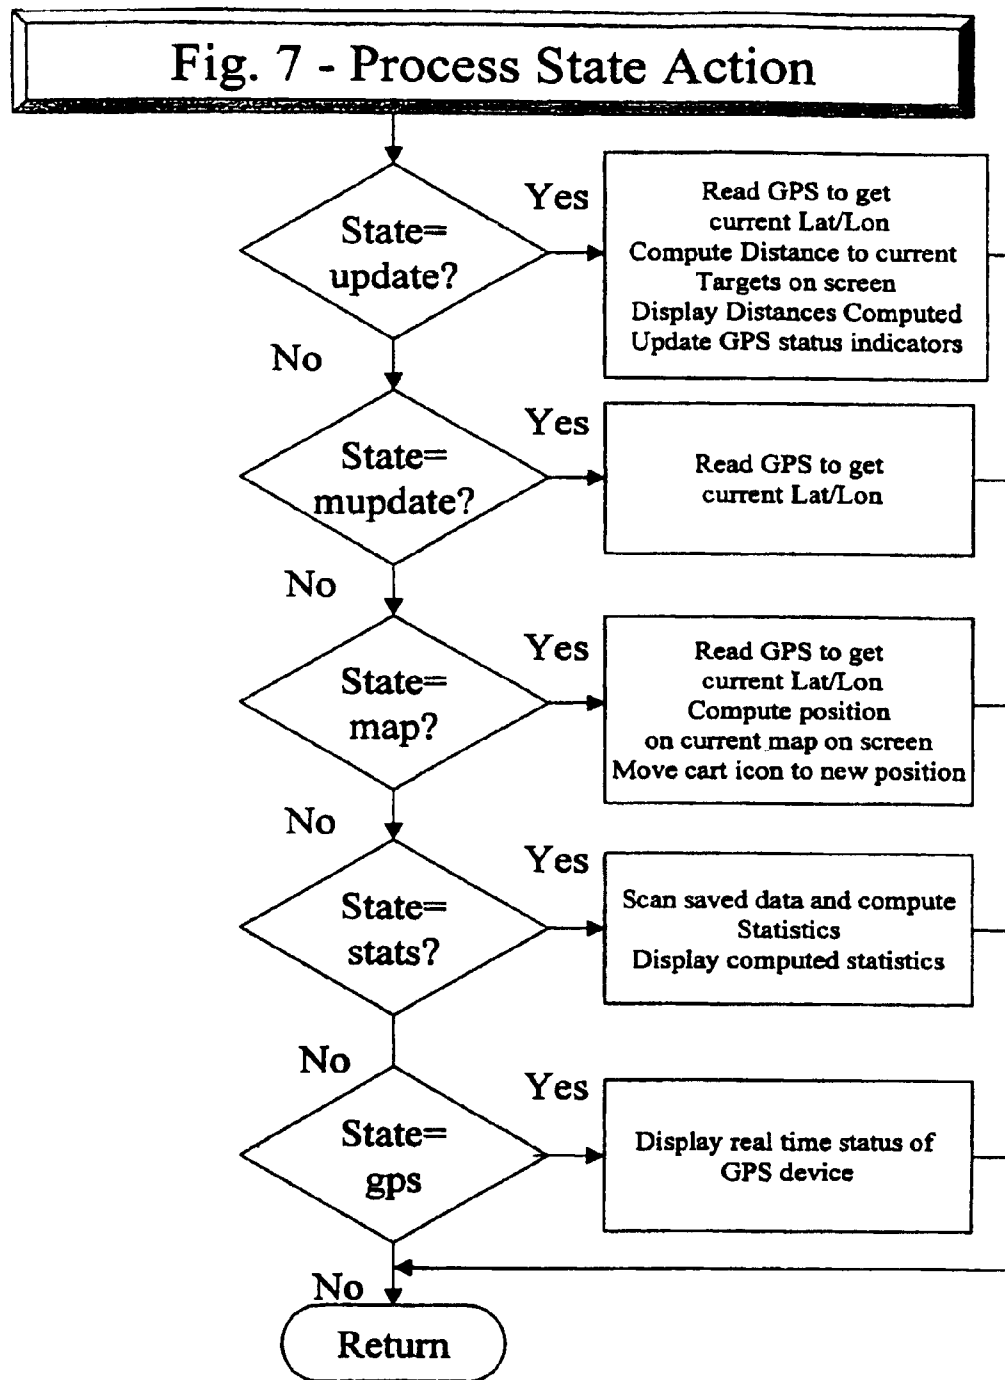 Fig. 7 - Process State Action
State=
update?
Yes
Read GPS to get
current Lat/Lon
Compute Distance to current
Targets on screen
Display Distances Computed
Update GPS status indicators
No
State=
mupdate?
Yes
Read GPS to get
current Lat/Lon
No
State=
map?
Yes
Read GPS to get
current Lat/Lon
Compute position
on current map on screen
Move cart icon to new position
No
State=
stats?
Yes
Scan saved data and compute
Statistics
Display computed statistics
No
State=
gps
Yes
Display real time status of
GPS device
No
Return